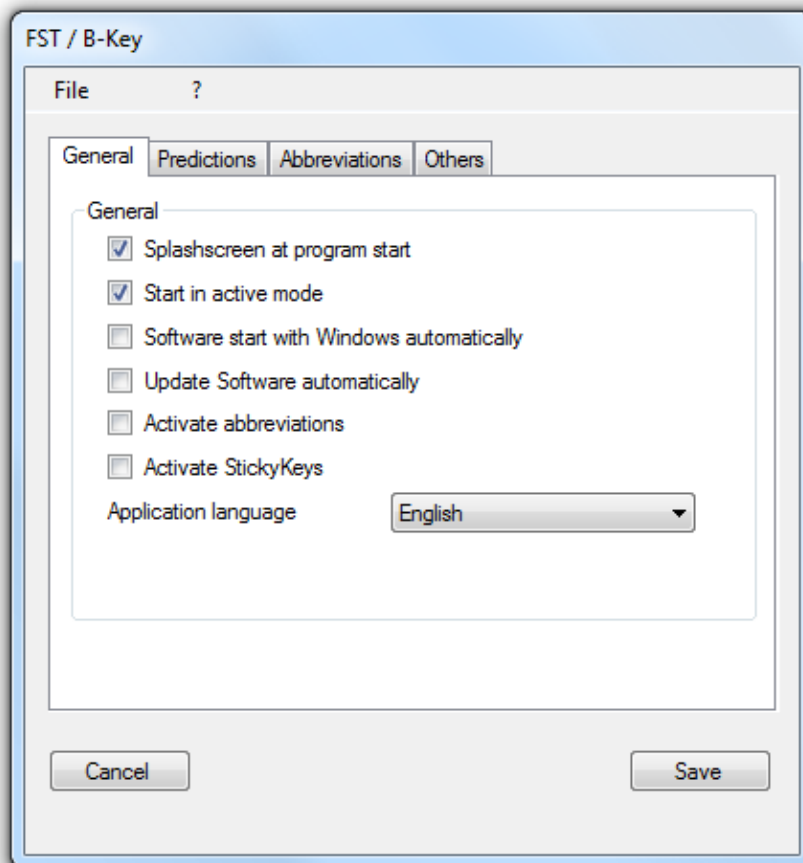 FST / B-Key
File ?
General Predictions Abbreviations Others
General
Splashscreen at program start
Start in active mode
Software start with Windows automatically
Update Software automatically
Activate abbreviations
Activate StickyKeys
Application language English
Cancel Save